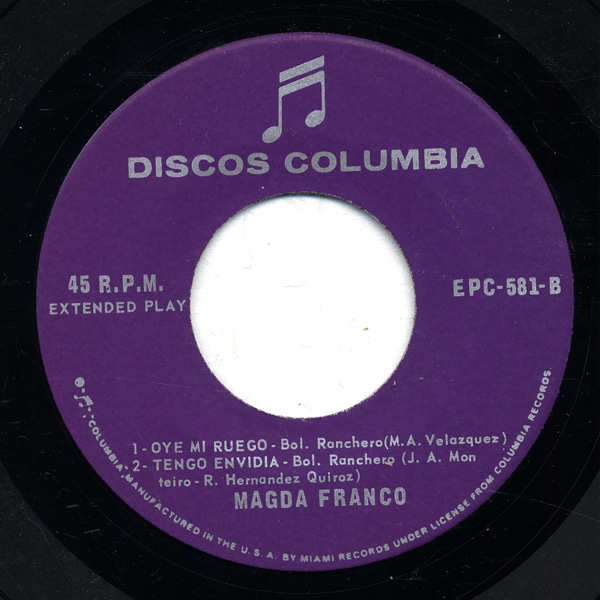 DISCOS COLUMBIA
45 R.P.M.
EXTENDED PLAY
EPC-581-B
1- OYE MI RUEGO - Bol. Ranchero(M.A. Velazquez)
2- TENGO ENVIDIA - Bol. Ranchero (J. A. Mon
teiro - R. Hernandez Quiroz)
MAGDA FRANCO
"COLUMBIA, MANUFACTURED IN THE U.S.A. BY MIAMI RECORDS UNDER LICENSE FROM COLUMBIA RECORDS